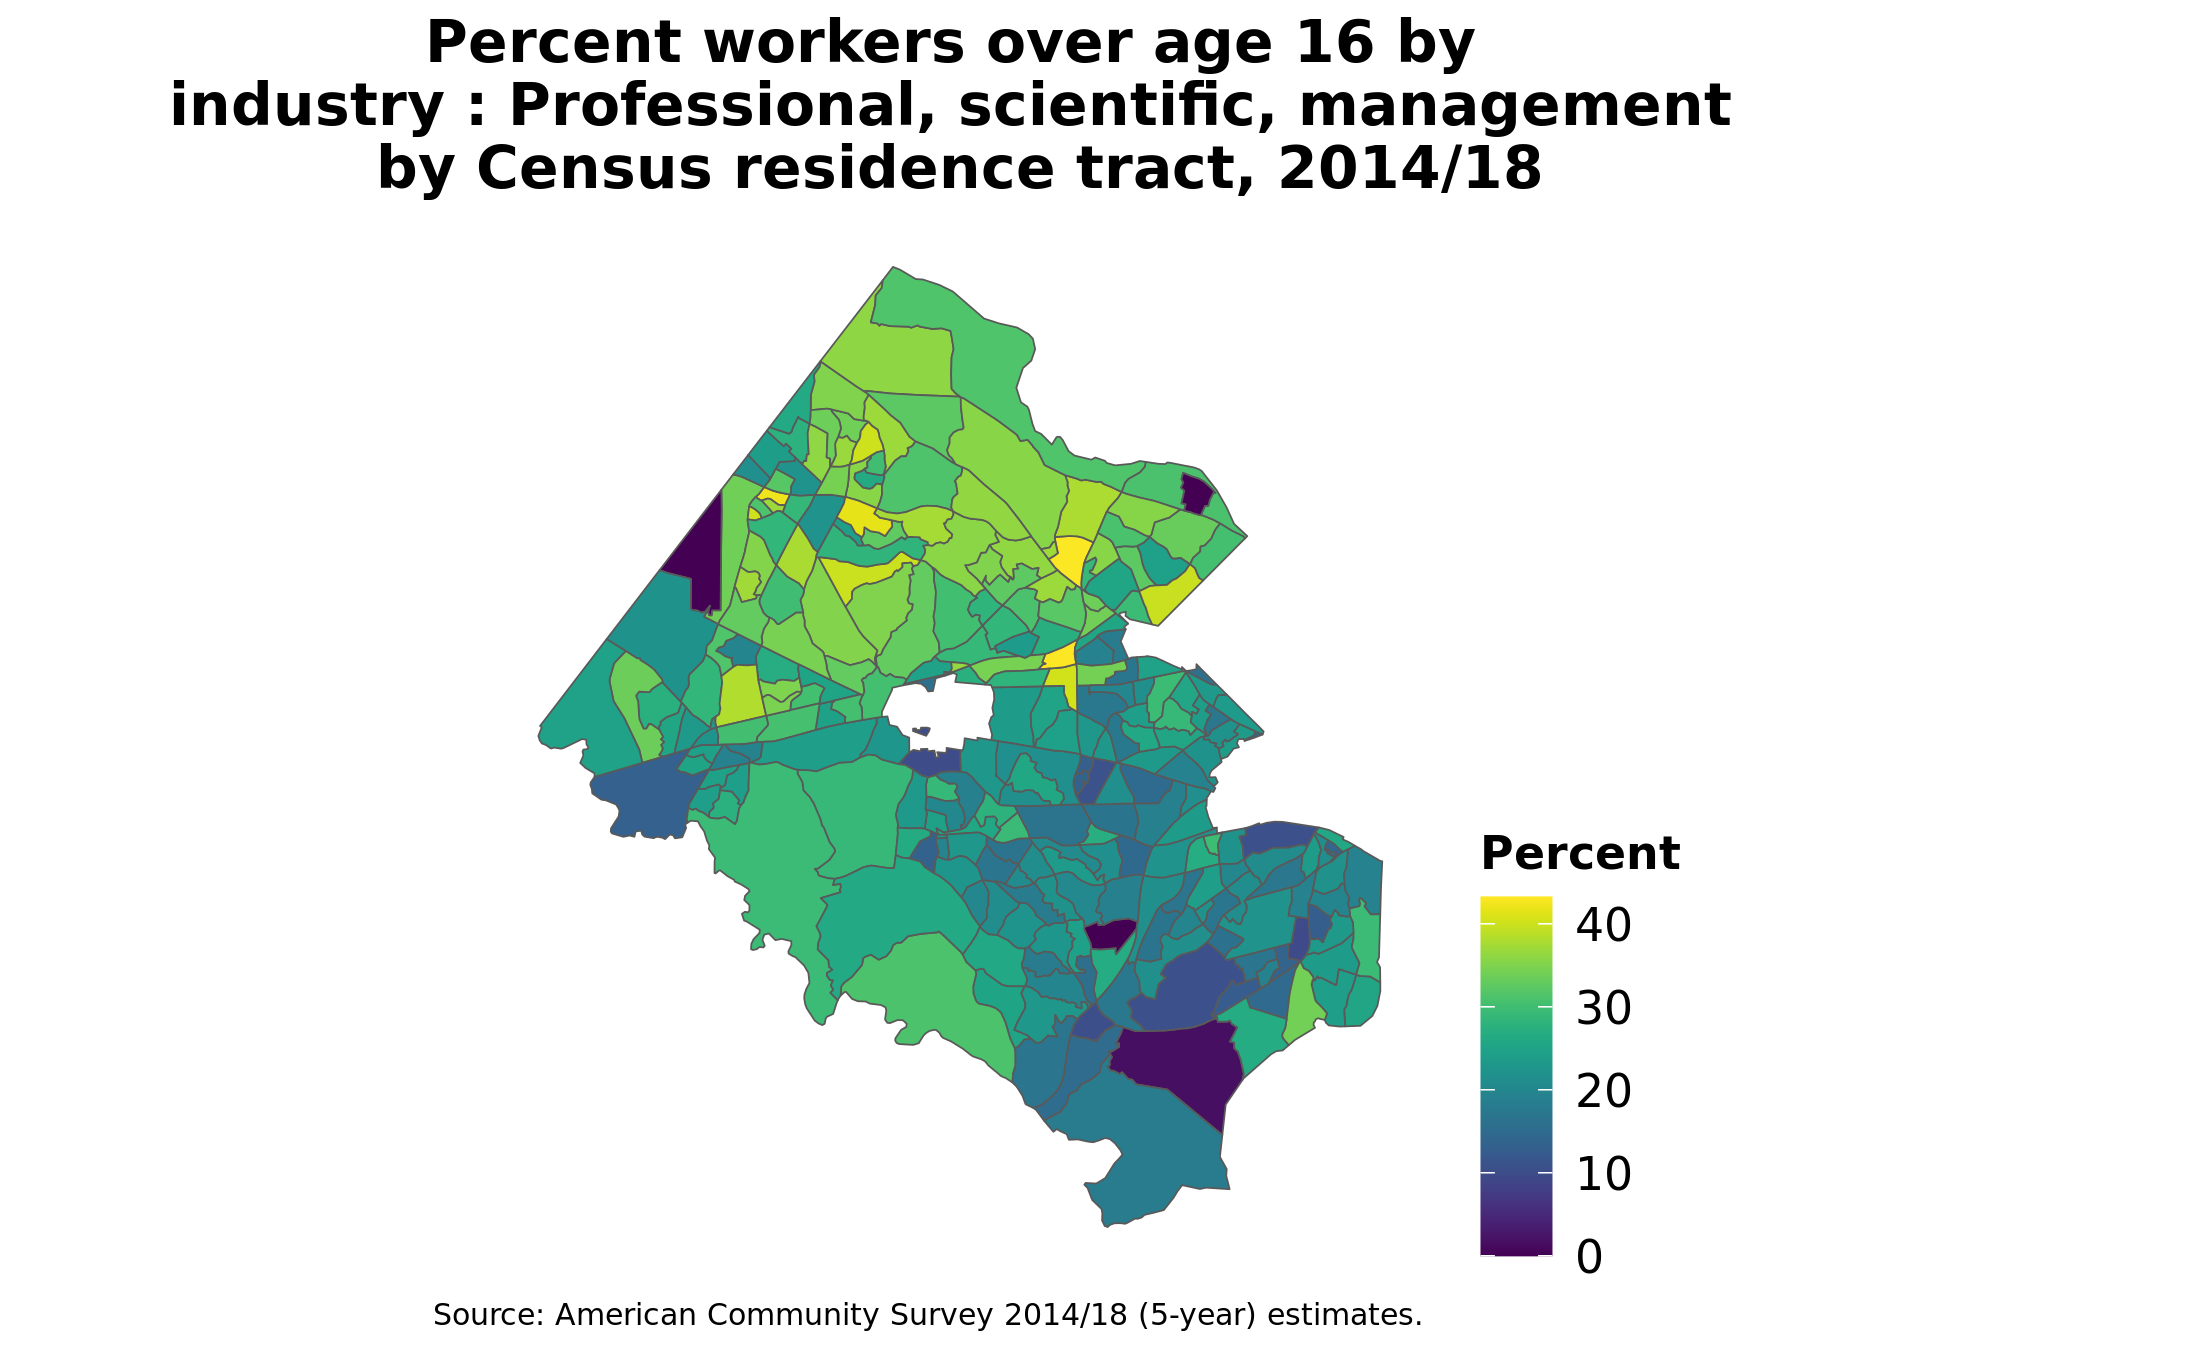 Percent workers over age 16 by
industry : Professional, scientific, management
by Census residence tract, 2014/18
Percent
40
30
20
10
0
Source: American Community Survey 2014/18 (5-year) estimates.